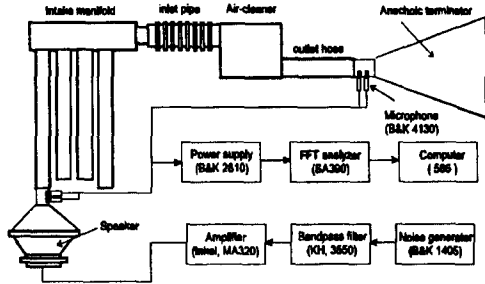 Intake manifold
inlet pipe
Air-cleaner
Anechoic terminator
outlet hose
Microphone
(B&K 4130)
Power supply
(B&K 2610)
FFT analyzer
(SA390)
Computer
( 586 )
Speaker
Amplifier
(Inkel, MA320)
Bandpass filter
(KH, 3550)
Noise generator
(B&K 1405)